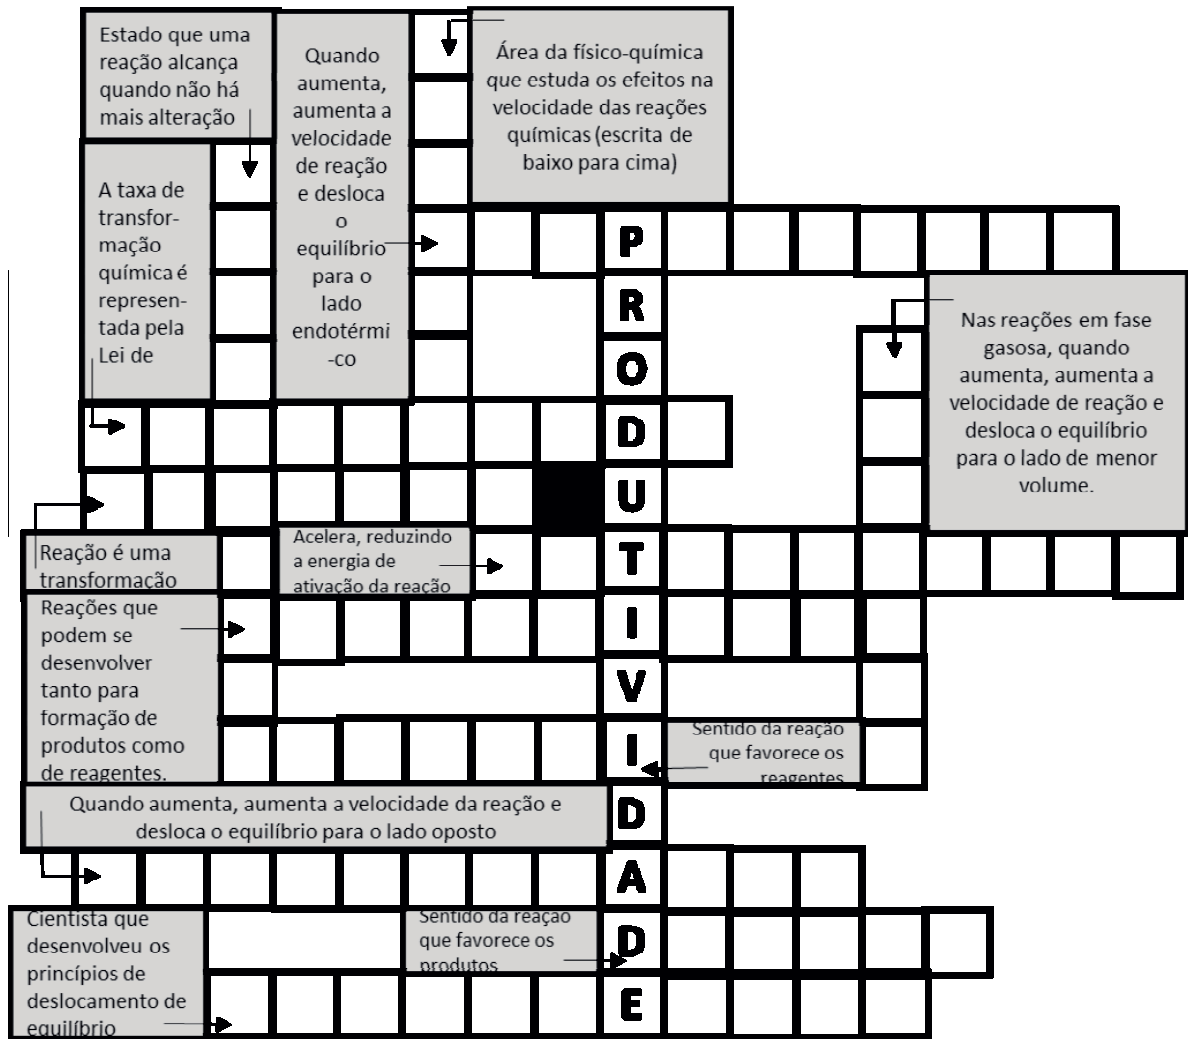 Estado que uma
reação alcança
quando não há
mais alteração
Quando
aumenta,
aumenta a
velocidade
de reação
e desloca
o
equilíbrio
para o
lado
endotérmi
-co
Área da físico-química
que estuda os efeitos na
velocidade das reações
químicas (escrita de
baixo para cima)
A taxa de
transfor-
mação
química é
represen-
tada pela
Lei de
P
R
O
D
U
T
I
V
I
D
A
D
E
Nas reações em fase
gasosa, quando
aumenta, aumenta a
velocidade de reação e
desloca o equilíbrio
para o lado de menor
volume.
Reação é uma
transformação
Acelera, reduzindo
a energia de
ativação da reação
Reações que
podem se
desenvolver
tanto para
formação de
produtos como
de reagentes.
Sentido da reação
que favorece os
reagentes
Quando aumenta, aumenta a velocidade da reação e
desloca o equilíbrio para o lado oposto
Cientista que
desenvolveu os
princípios de
deslocamento de
equilíbrio
Sentido da reação
que favorece os
produtos